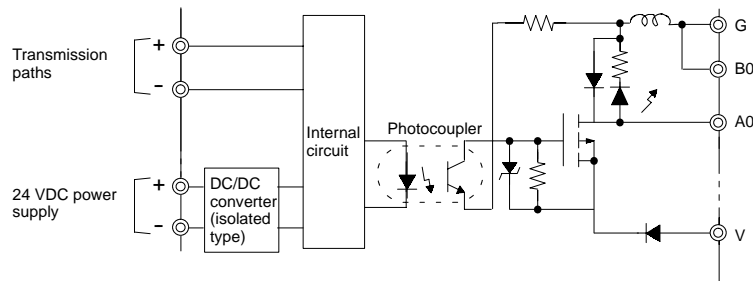 Transmission
paths
+
−
24 VDC power
supply
+
−
DC/DC
converter
(isolated
type)
Internal
circuit
Photocoupler
G
B0
A0
V